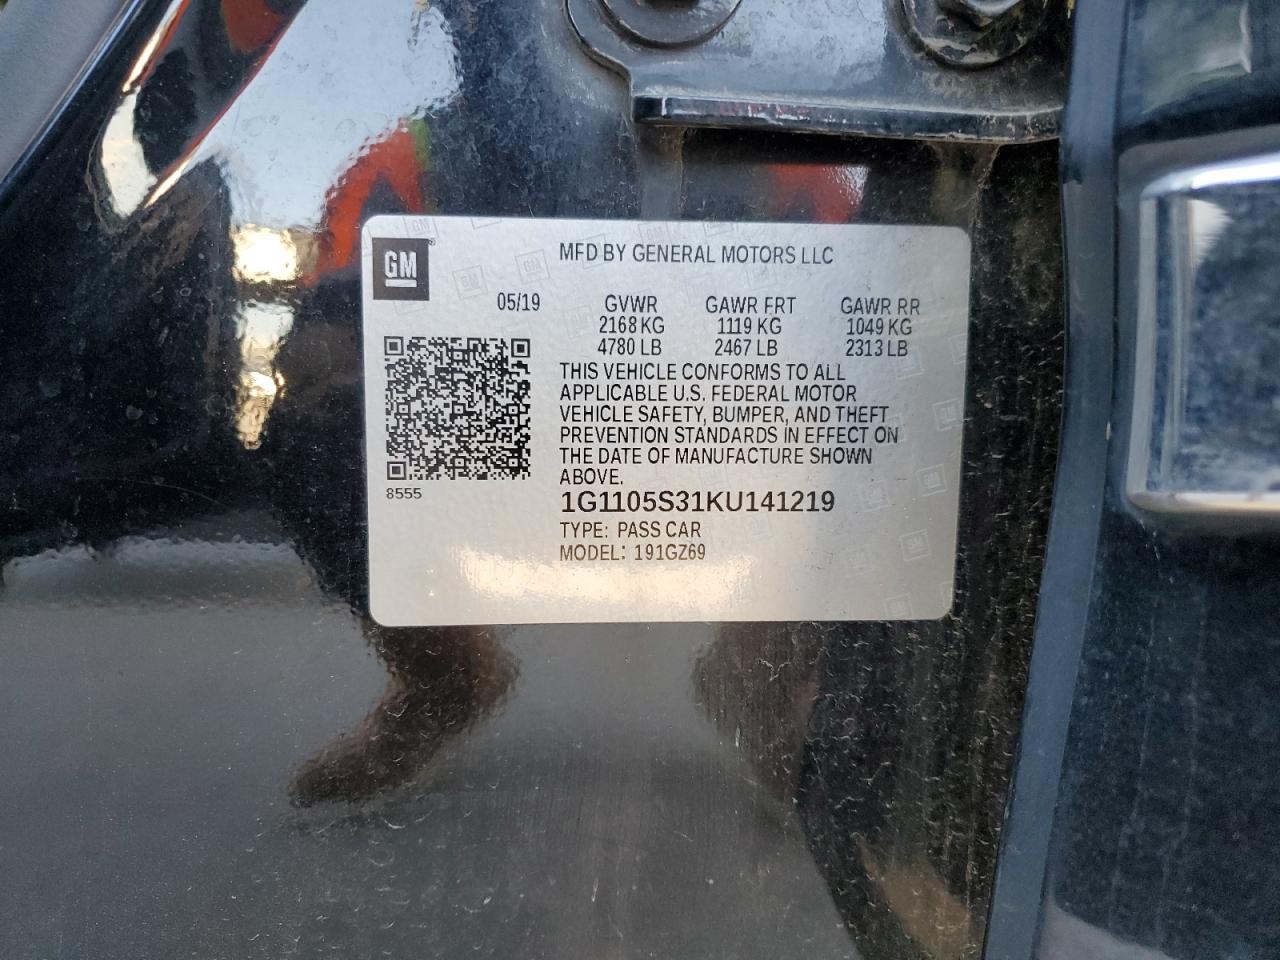 GM
MFD BY GENERAL MOTORS LLC
05/19 GVWR GAWR FRT GAWR RR
2168 KG 1119 KG 1049 KG
4780 LB 2467 LB 2313 LB
THIS VEHICLE CONFORMS TO ALL
APPLICABLE U.S. FEDERAL MOTOR
VEHICLE SAFETY, BUMPER, AND THEFT
PREVENTION STANDARDS IN EFFECT ON
THE DATE OF MANUFACTURE SHOWN
ABOVE.
8555
1G1105S31KU141219
TYPE: PASS CAR
MODEL: 191GZ69